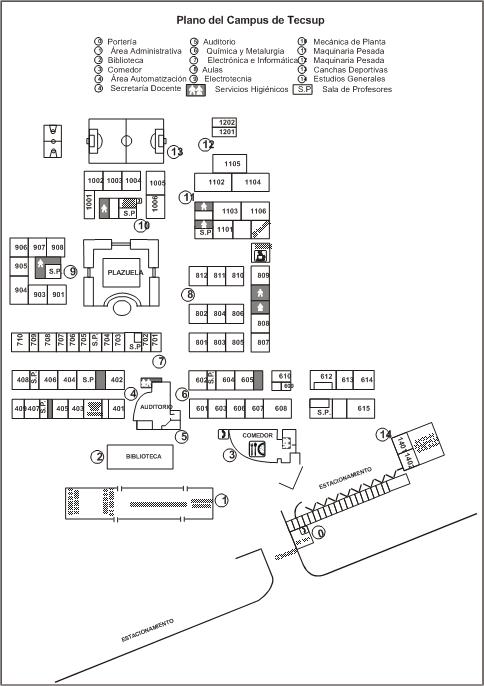 Plano del Campus de Tecsup
0 Portería
1 Área Administrativa
2 Biblioteca
3 Comedor
4 Área Automatización
4 Secretaría Docente
5 Auditorio
6 Química y Metalurgia
7 Electrónica e Informática
8 Aulas
9 Electrotecnia
Servicios Higiénicos
10 Mecánica de Planta
11 Maquinaria Pesada
12 Maquinaria Pesada
13 Canchas Deportivas
14 Estudios Generales
S.P Sala de Profesores
1202
1201
13
12
1105
1002 1003 1004 1005
1102 1104
1001 S.P 1006
11
1103 1106
S.P 1101
10
906 907 908
905 S.P
9
904 903 901
PLAZUELA
812 811 810 809
8
802 804 806 808
801 803 805 807
710 709 708 707 706 705 S.P 704 703 S.P 702 701
7
408 S.P 406 404 S.P 402
4
AUDITORIO
6
602 S.P 604 605 610
612 613 614
409 407 S.P 405 403 401
601 603 606 607 608
S.P. 615
5
COMEDOR
3
2
BIBLIOTECA
14
1401
1402
ESTACIONAMIENTO
1
0
ESTACIONAMIENTO